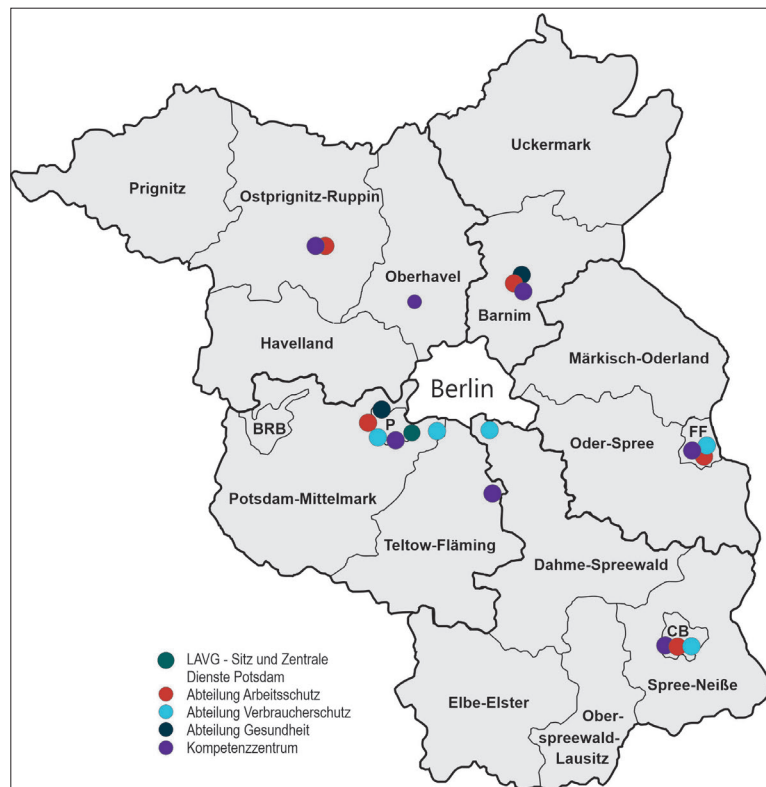 Uckermark
Prignitz
Ostprignitz-Ruppin
Oberhavel
Barnim
Havelland
Märkisch-Oderland
Berlin
BRB
P
FF
Oder-Spree
Potsdam-Mittelmark
Teltow-Fläming
Dahme-Spreewald
CB
Spree-Neiße
Elbe-Elster
Ober-
spreewald-
Lausitz
LAVG - Sitz und Zentrale
Dienste Potsdam
Abteilung Arbeitsschutz
Abteilung Verbraucherschutz
Abteilung Gesundheit
Kompetenzzentrum